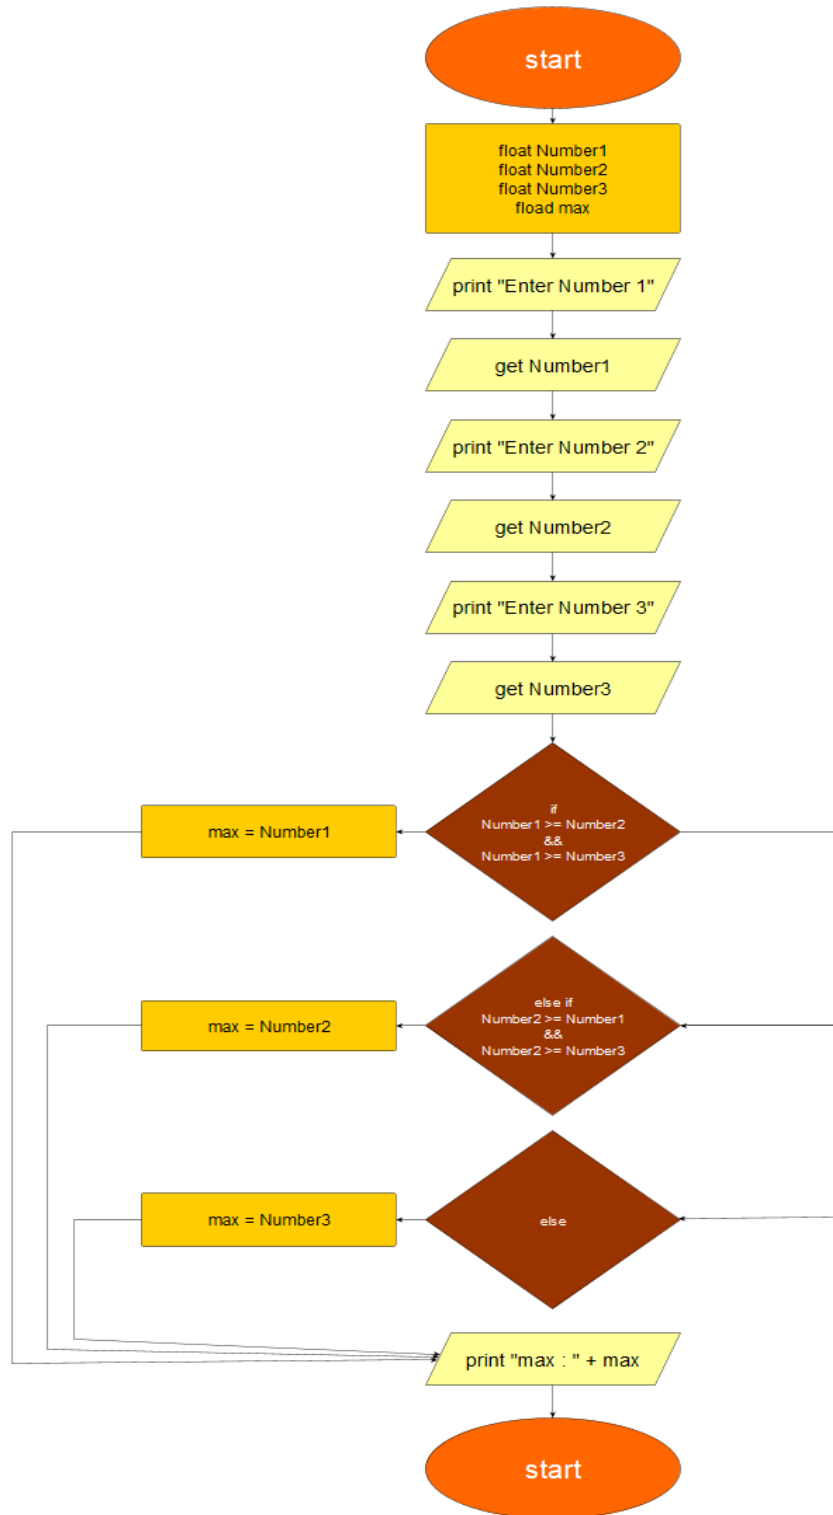 start
float Number1
float Number2
float Number3
fload max
print "Enter Number 1"
get Number1
print "Enter Number 2"
get Number2
print "Enter Number 3"
get Number3
if
Number1 >= Number2
&&
Number1 >= Number3
max = Number1
else if
Number2 >= Number1
&&
Number2 >= Number3
max = Number2
else
max = Number3
print "max : " + max
start